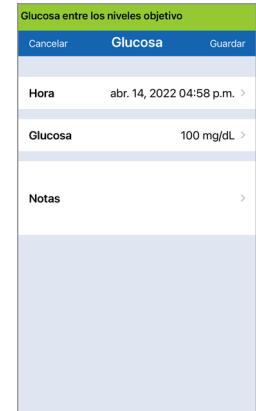 Glucosa entre los niveles objetivo
Cancelar Glucosa Guardar
Hora abr. 14, 2022 04:58 p.m. >
Glucosa 100 mg/dL >
Notas >